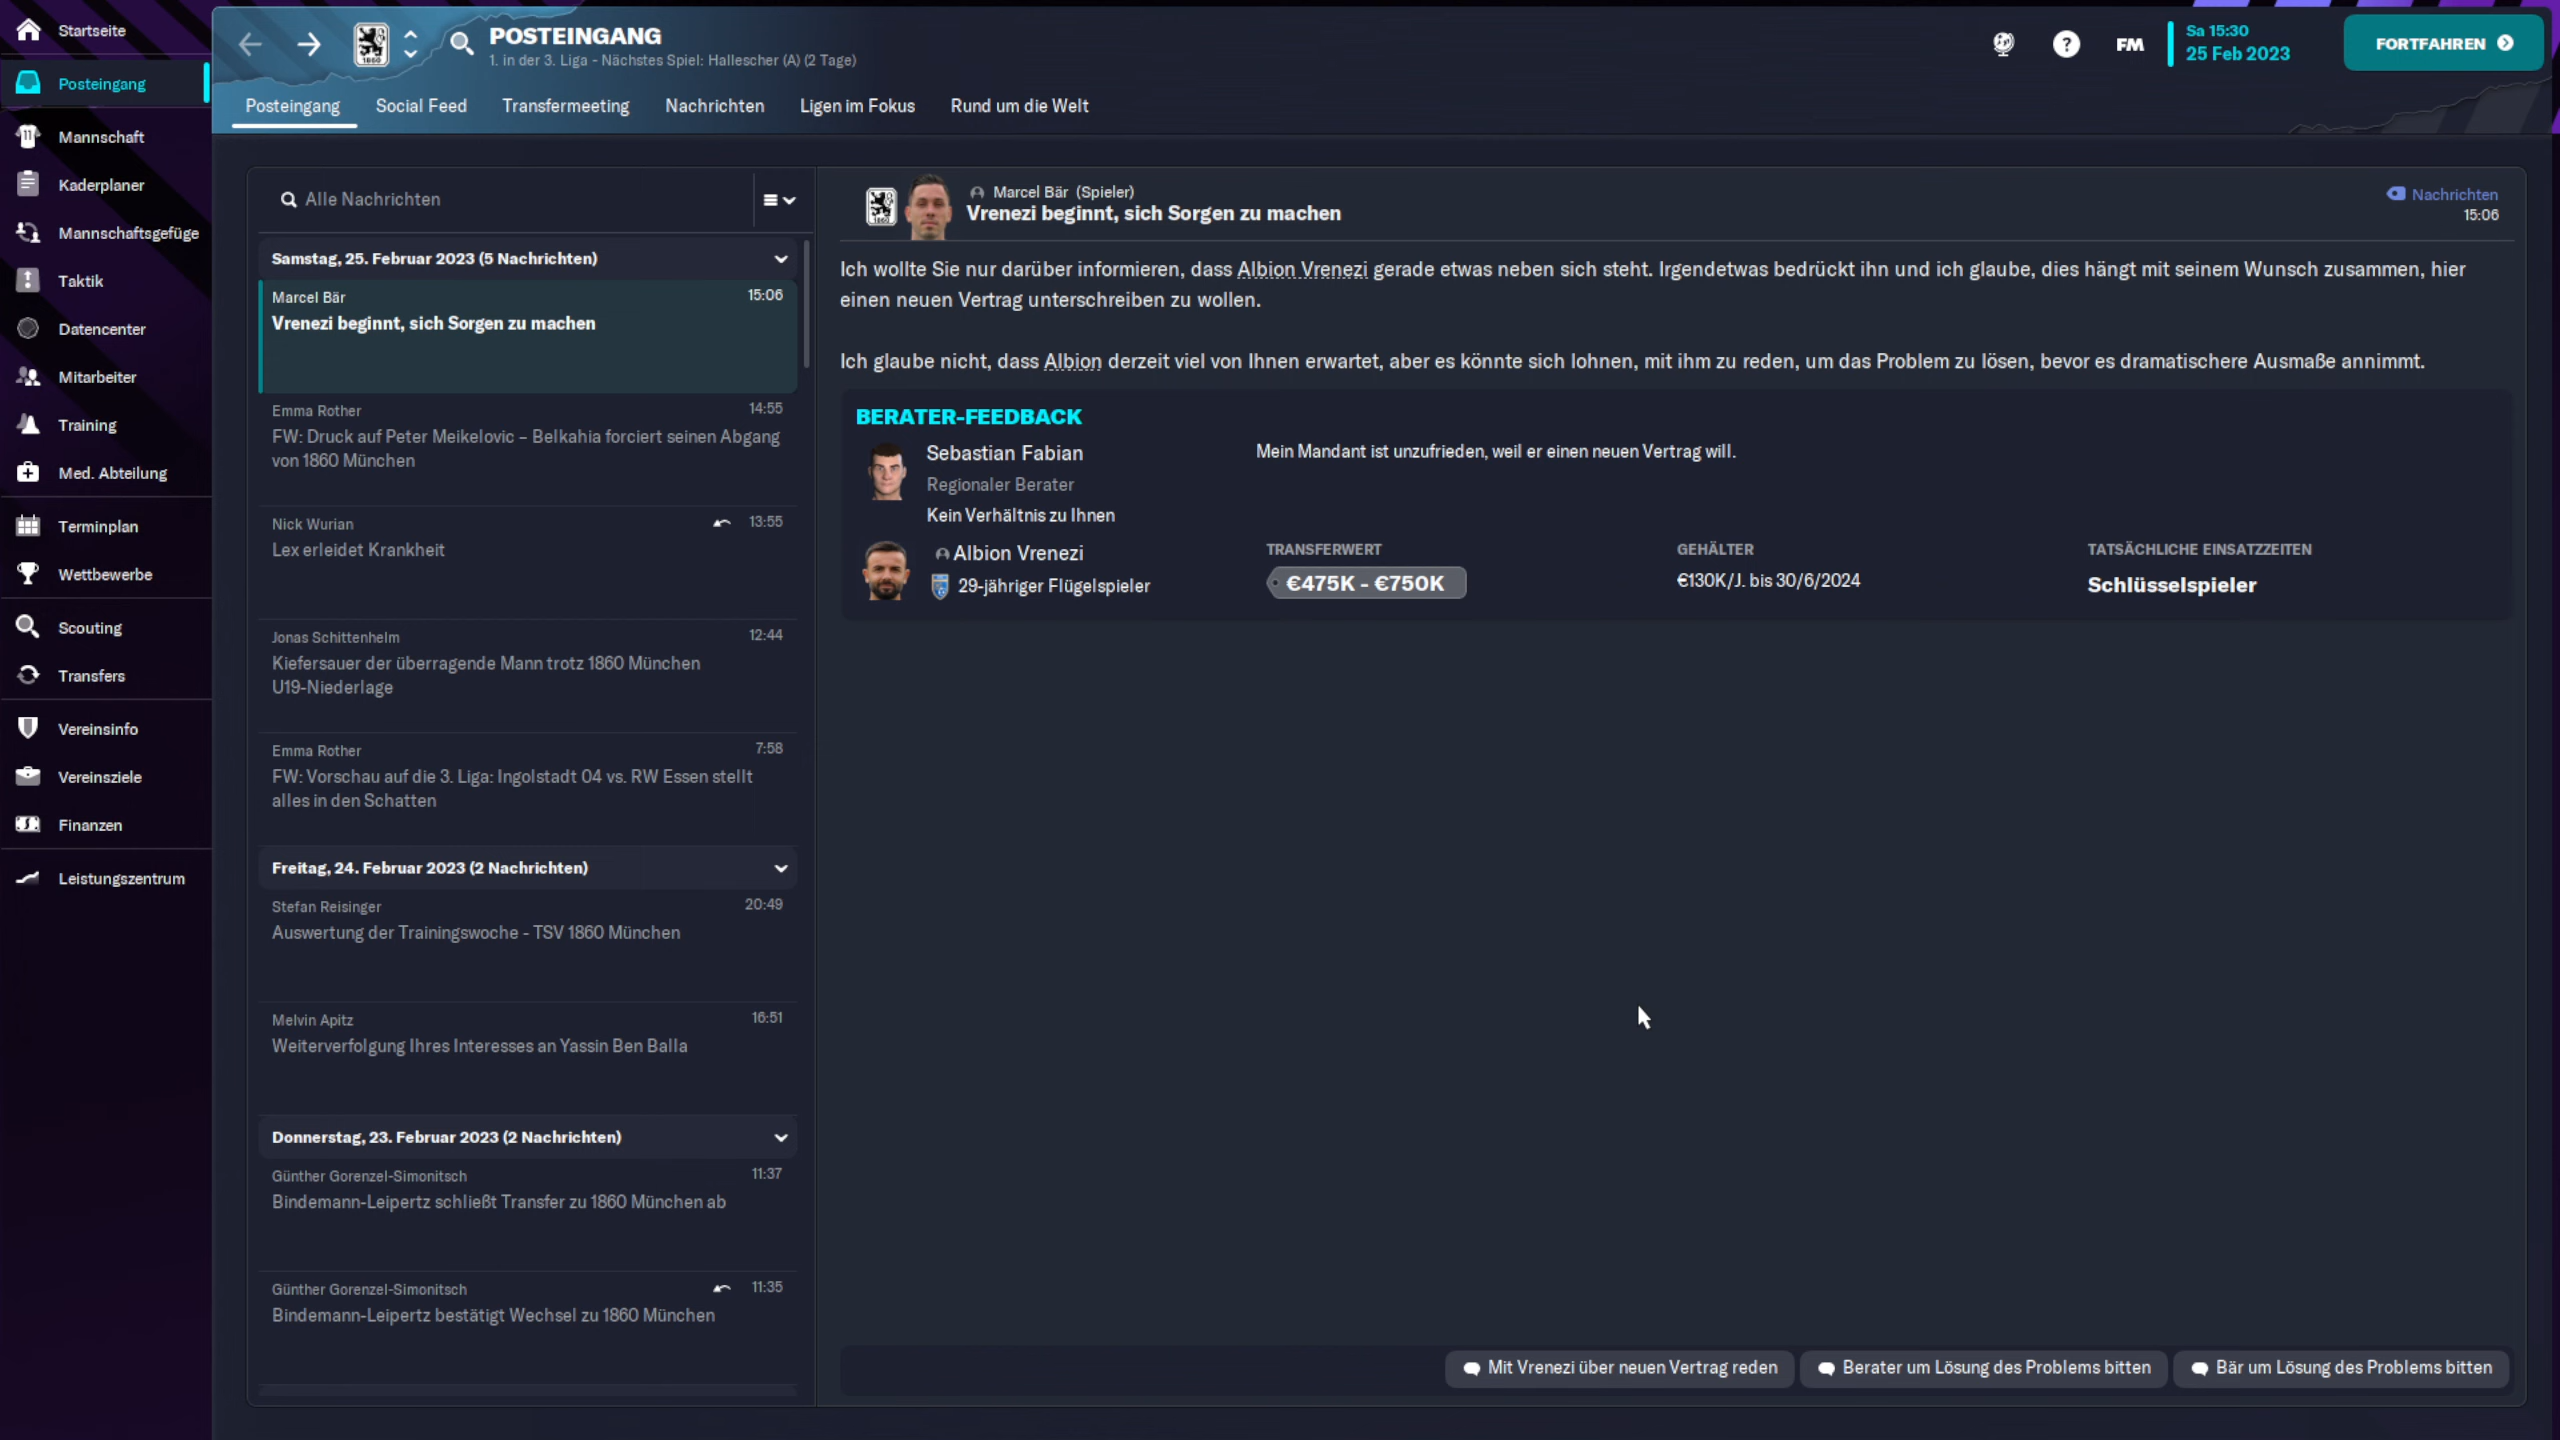 Startseite
Posteingang
Mannschaft
Kaderplaner
Mannschaftsgefüge
Taktik
Datencenter
Mitarbeiter
Training
Med. Abteilung
Terminplan
Wettbewerbe
Scouting
Transfers
Vereinsinfo
Vereinsziele
Finanzen
Leistungszentrum
POSTEINGANG
1. in der 3. Liga - Nächstes Spiel: Hallescher (A) (2 Tage)
FM
Sa 15:30
25 Feb 2023
FORTFAHREN
Posteingang Social Feed Transfermeeting Nachrichten Ligen im Fokus Rund um die Welt
Alle Nachrichten
Samstag, 25. Februar 2023 (5 Nachrichten)
Marcel Bär 15:06
Vrenezi beginnt, sich Sorgen zu machen
Emma Rother 14:55
FW: Druck auf Peter Meikelovic – Belkahia forciert seinen Abgang
von 1860 München
Nick Wurian 13:55
Lex erleidet Krankheit
Jonas Schittenhelm 12:44
Kiefersauer der überragende Mann trotz 1860 München
U19-Niederlage
Emma Rother 7:58
FW: Vorschau auf die 3. Liga: Ingolstadt 04 vs. RW Essen stellt
alles in den Schatten
Freitag, 24. Februar 2023 (2 Nachrichten)
Stefan Reisinger 20:49
Auswertung der Trainingswoche - TSV 1860 München
Melvin Apitz 16:51
Weiterverfolgung Ihres Interesses an Yassin Ben Balla
Donnerstag, 23. Februar 2023 (2 Nachrichten)
Günther Gorenzel-Simonitsch 11:37
Bindemann-Leipertz schließt Transfer zu 1860 München ab
Günther Gorenzel-Simonitsch 11:35
Bindemann-Leipertz bestätigt Wechsel zu 1860 München
Marcel Bär (Spieler)
Vrenezi beginnt, sich Sorgen zu machen
Nachrichten
15:06
Ich wollte Sie nur darüber informieren, dass Albion Vrenezi gerade etwas neben sich steht. Irgendetwas bedrückt ihn und ich glaube, dies hängt mit seinem Wunsch zusammen, hier
einen neuen Vertrag unterschreiben zu wollen.
Ich glaube nicht, dass Albion derzeit viel von Ihnen erwartet, aber es könnte sich lohnen, mit ihm zu reden, um das Problem zu lösen, bevor es dramatischere Ausmaße annimmt.
BERATER-FEEDBACK
Sebastian Fabian
Regionaler Berater
Kein Verhältnis zu Ihnen
Mein Mandant ist unzufrieden, weil er einen neuen Vertrag will.
Albion Vrenezi
29-jähriger Flügelspieler
TRANSFERWERT
€475K - €750K
GEHÄLTER
€130K/J. bis 30/6/2024
TATSÄCHLICHE EINSATZZEITEN
Schlüsselspieler
Mit Vrenezi über neuen Vertrag reden
Berater um Lösung des Problems bitten
Bär um Lösung des Problems bitten